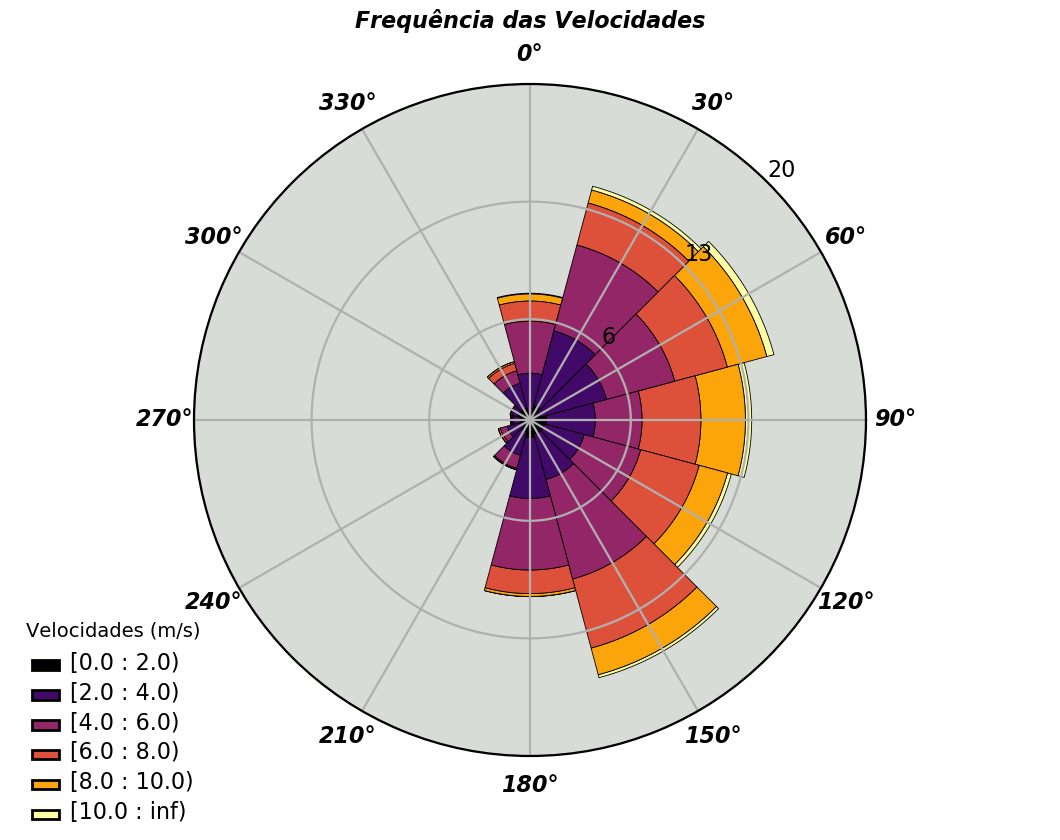 Frequência das Velocidades
0°
330°
30°
20
300°
60°
13
6
270°
90°
240°
120°
210°
150°
180°
Velocidades (m/s)
[0.0 : 2.0)
[2.0 : 4.0)
[4.0 : 6.0)
[6.0 : 8.0)
[8.0 : 10.0)
[10.0 : inf)